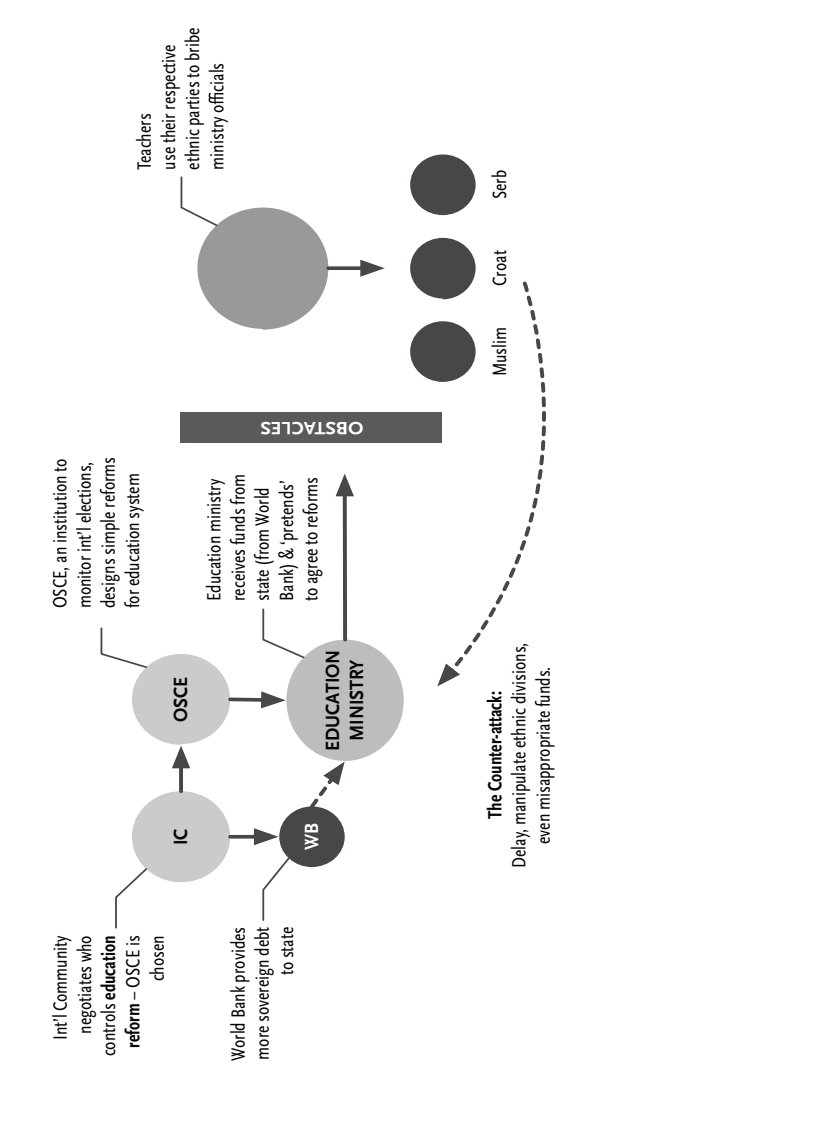 Int'l Community
negotiates who
controls education
reform – OSCE is
chosen
IC
OSCE
OSCE, an institution to
monitor int'l elections,
designs simple reforms
for education system
World Bank provides
more sovereign debt
to state
WB
EDUCATION
MINISTRY
Education ministry
receives funds from
state (from World
Bank) & ‘pretends’
to agree to reforms
OBSTACLES
Teachers
use their respective
ethnic parties to bribe
ministry officials
Muslim
Croat
Serb
The Counter-attack:
Delay, manipulate ethnic divisions,
even misappropriate funds.